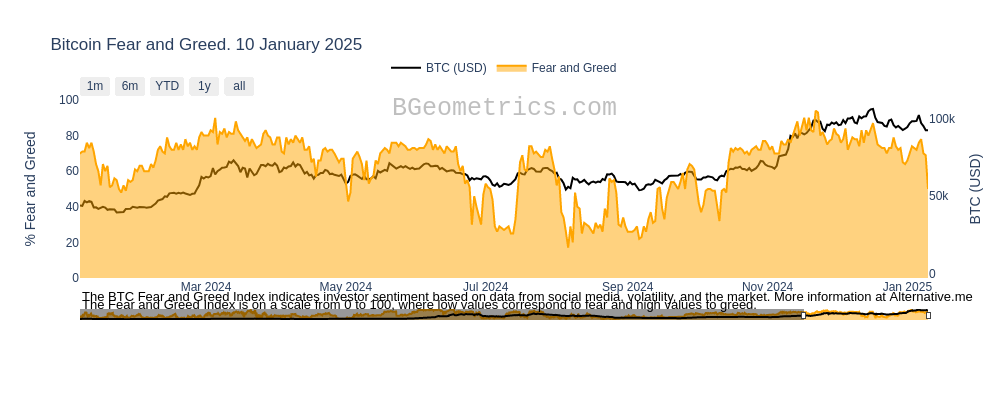 Bitcoin Fear and Greed. 10 January 2025
BTC (USD) Fear and Greed
1m 6m YTD 1y all
BGeometrics.com
100
80
60
40
20
0
% Fear and Greed
100k
50k
0
BTC (USD)
Mar 2024 May 2024 Jul 2024 Sep 2024 Nov 2024 Jan 2025
The BTC Fear and Greed Index indicates investor sentiment based on data from social media, volatility, and the market. More information at Alternative.me
The Fear and Greed Index is on a scale from 0 to 100, where low values correspond to fear and high values to greed.